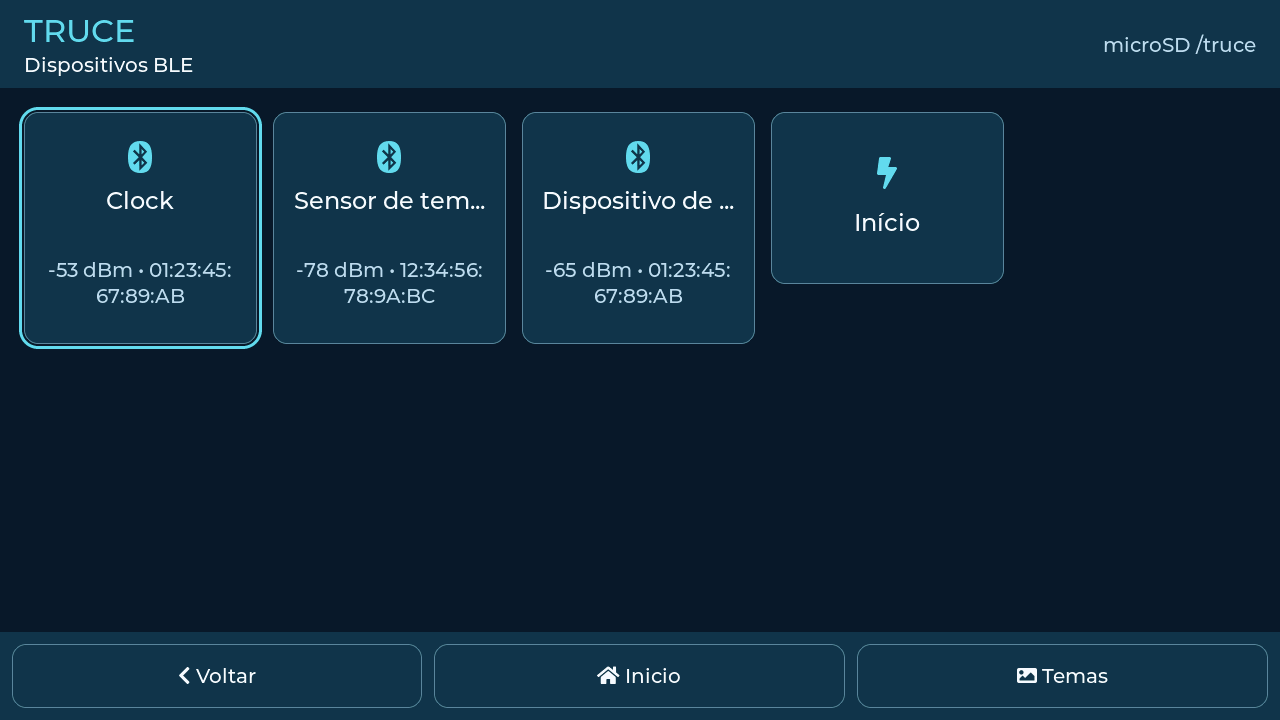 TRUCE
Dispositivos BLE
microSD /truce
Clock
-53 dBm • 01:23:45:
67:89:AB
Sensor de tem...
-78 dBm • 12:34:56:
78:9A:BC
Dispositivo de ...
-65 dBm • 01:23:45:
67:89:AB
Início
Voltar
Inicio
Temas